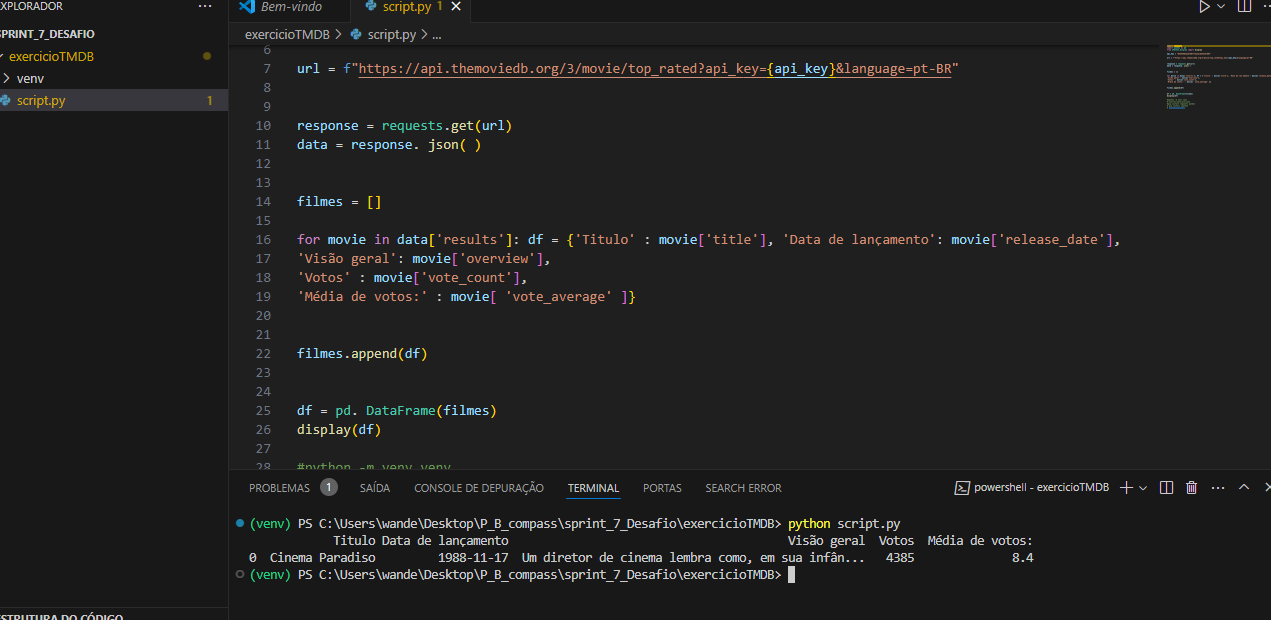 EXPLORADOR ...
Bem-vindo script.py 1
SPRINT_7_DESAFIO
exercicioTMDB > script.py > ...
exercicioTMDB
venv
script.py 1
6
7 url = f"https://api.themoviedb.org/3/movie/top_rated?api_key={api_key}&language=pt-BR"
8
9
10 response = requests.get(url)
11 data = response. json( )
12
13
14 filmes = []
15
16 for movie in data['results']: df = {'Titulo' : movie['title'], 'Data de lançamento': movie['release_date'],
17 'Visão geral': movie['overview'],
18 'Votos' : movie['vote_count'],
19 'Média de votos:' : movie[ 'vote_average' ]}
20
21
22 filmes.append(df)
23
24
25 df = pd. DataFrame(filmes)
26 display(df)
27
28 #python -m venv venv
PROBLEMAS 1 SAÍDA CONSOLE DE DEPURAÇÃO TERMINAL PORTAS SEARCH ERROR powershell - exercicioTMDB
(venv) PS C:\Users\wande\Desktop\P_B_compass\sprint_7_Desafio\exercicioTMDB> python script.py
Titulo Data de lançamento Visão geral Votos Média de votos:
0 Cinema Paradiso 1988-11-17 Um diretor de cinema lembra como, em sua infân... 4385 8.4
(venv) PS C:\Users\wande\Desktop\P_B_compass\sprint_7_Desafio\exercicioTMDB>
ESTRUTURA DO CÓDIGO